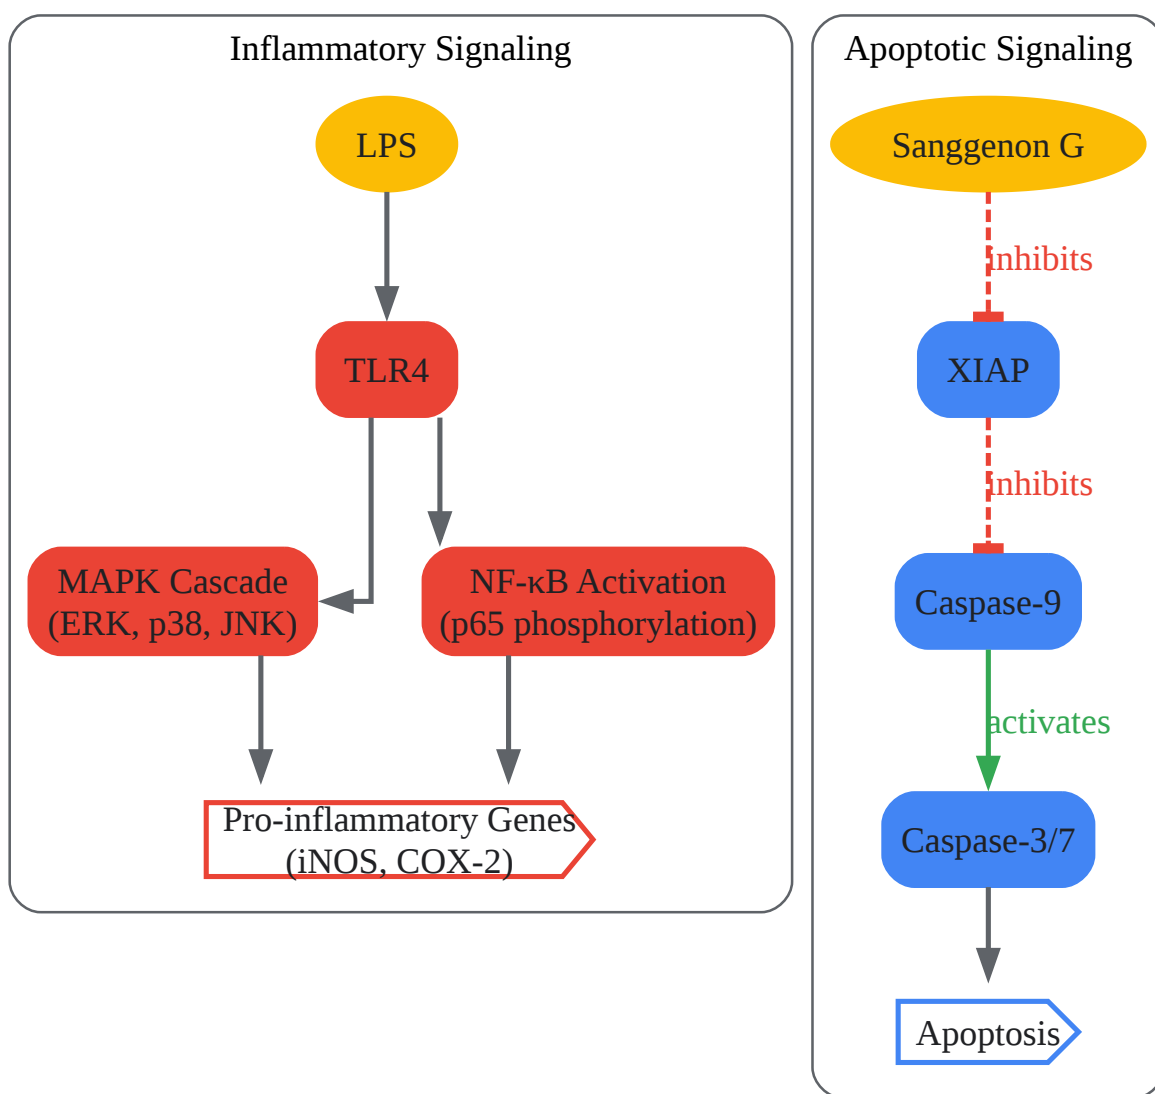 Inflammatory Signaling
LPS
TLR4
MAPK Cascade
(ERK, p38, JNK)
NF-κB Activation
(p65 phosphorylation)
Pro-inflammatory Genes
(iNOS, COX-2)
Apoptotic Signaling
Sanggenon G
inhibits
XIAP
inhibits
Caspase-9
activates
Caspase-3/7
Apoptosis